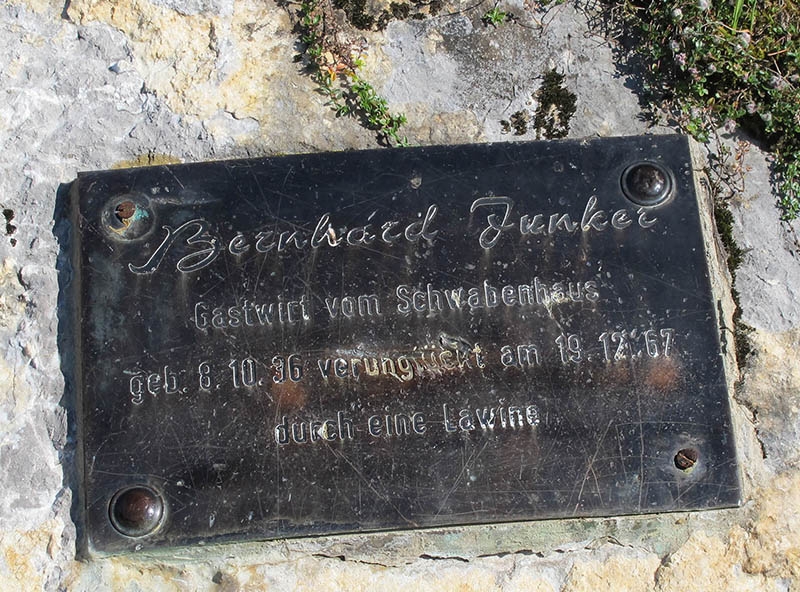 Bernhard Junker
Gastwirt vom Schwabenhaus
geb. 8.10.36 verunglückt am 19.12.67
durch eine Lawine